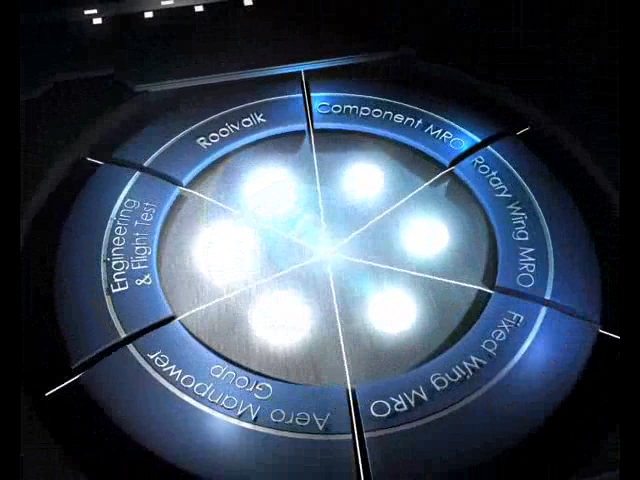 Component MRO
Rotary Wing MRO
Fixed Wing MRO
Aero Manpower
Group
Engineering
& Flight Test
Rooivalk